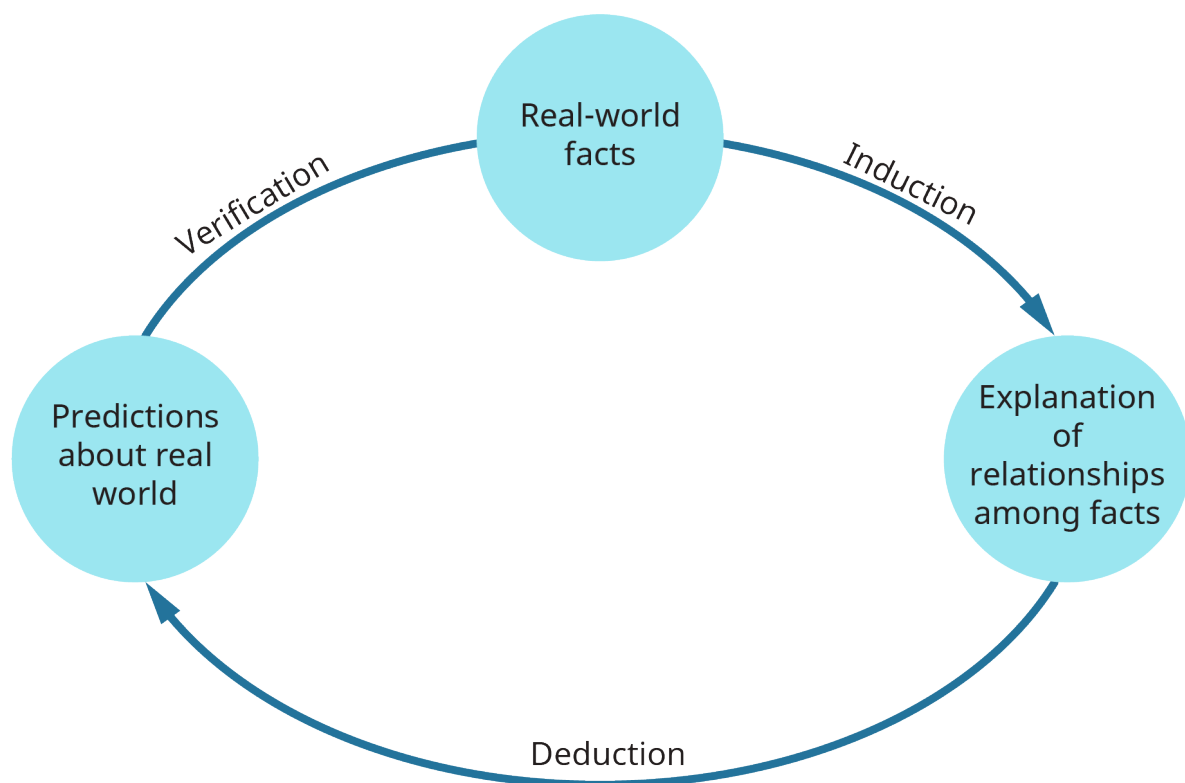 Real-world
facts
Verification
Induction
Predictions
about real
world
Explanation
of
relationships
among facts
Deduction